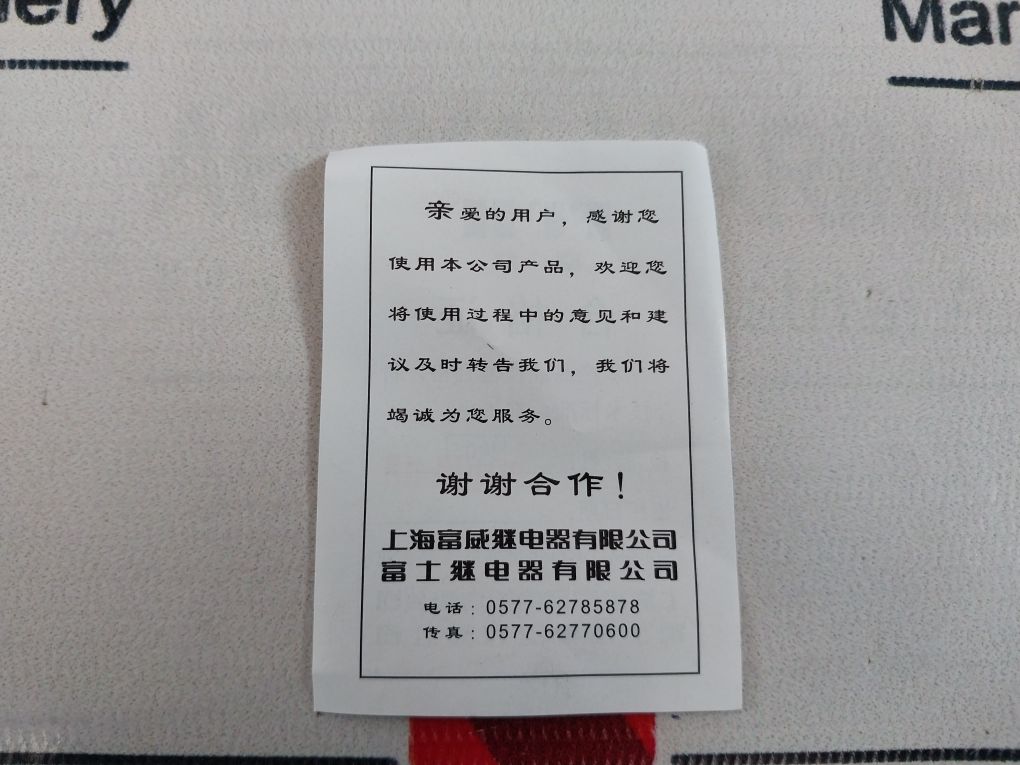 Mar
亲爱的用户，感谢您
使用本公司产品，欢迎您
将使用过程中的意见和建
议及时转告我们，我们将
竭诚为您服务。
谢谢合作！
上海富威继电器有限公司
富士继电器有限公司
电话：0577-62785878
传真：0577-62770600